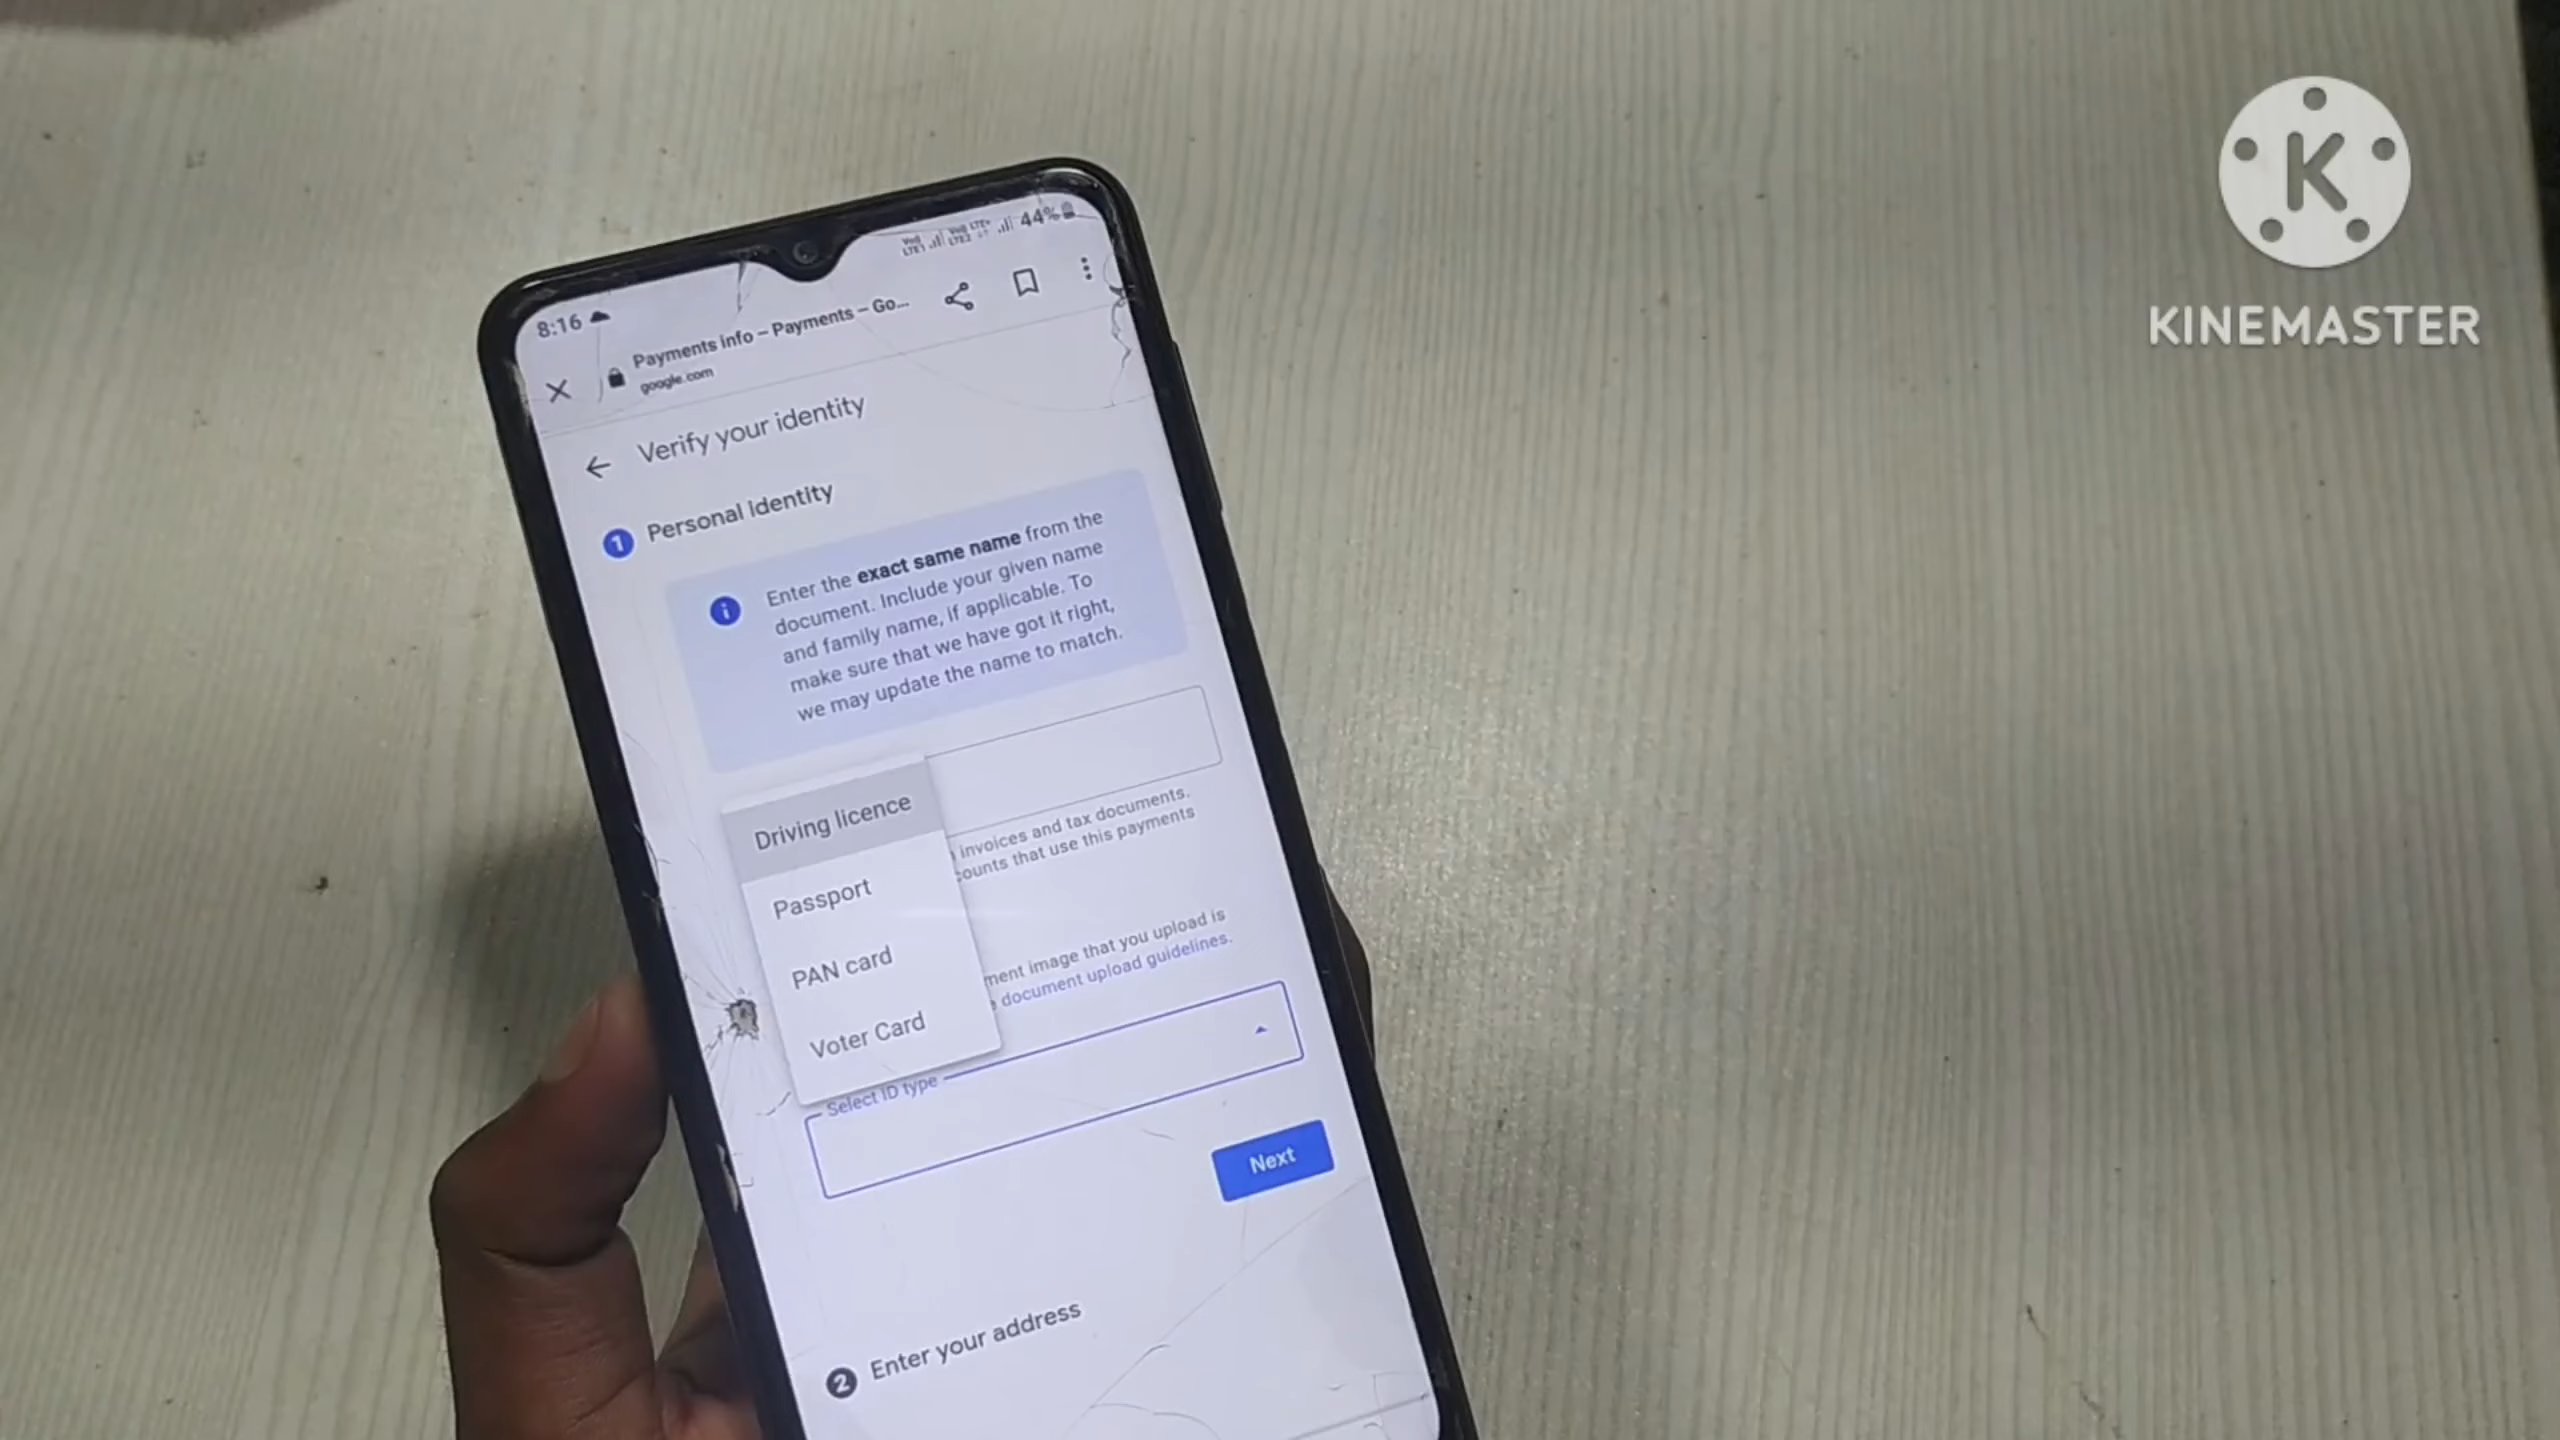 8:16
44%
Payments info – Payments – Go...
google.com
Verify your identity
1 Personal identity
i Enter the exact same name from the
document. Include your given name
and family name, if applicable. To
make sure that we have got it right,
we may update the name to match.
Driving licence
Passport
PAN card
Voter Card
invoices and tax documents.
counts that use this payments
ment image that you upload is
document upload guidelines.
Select ID type
Next
2 Enter your address
K
KINEMASTER